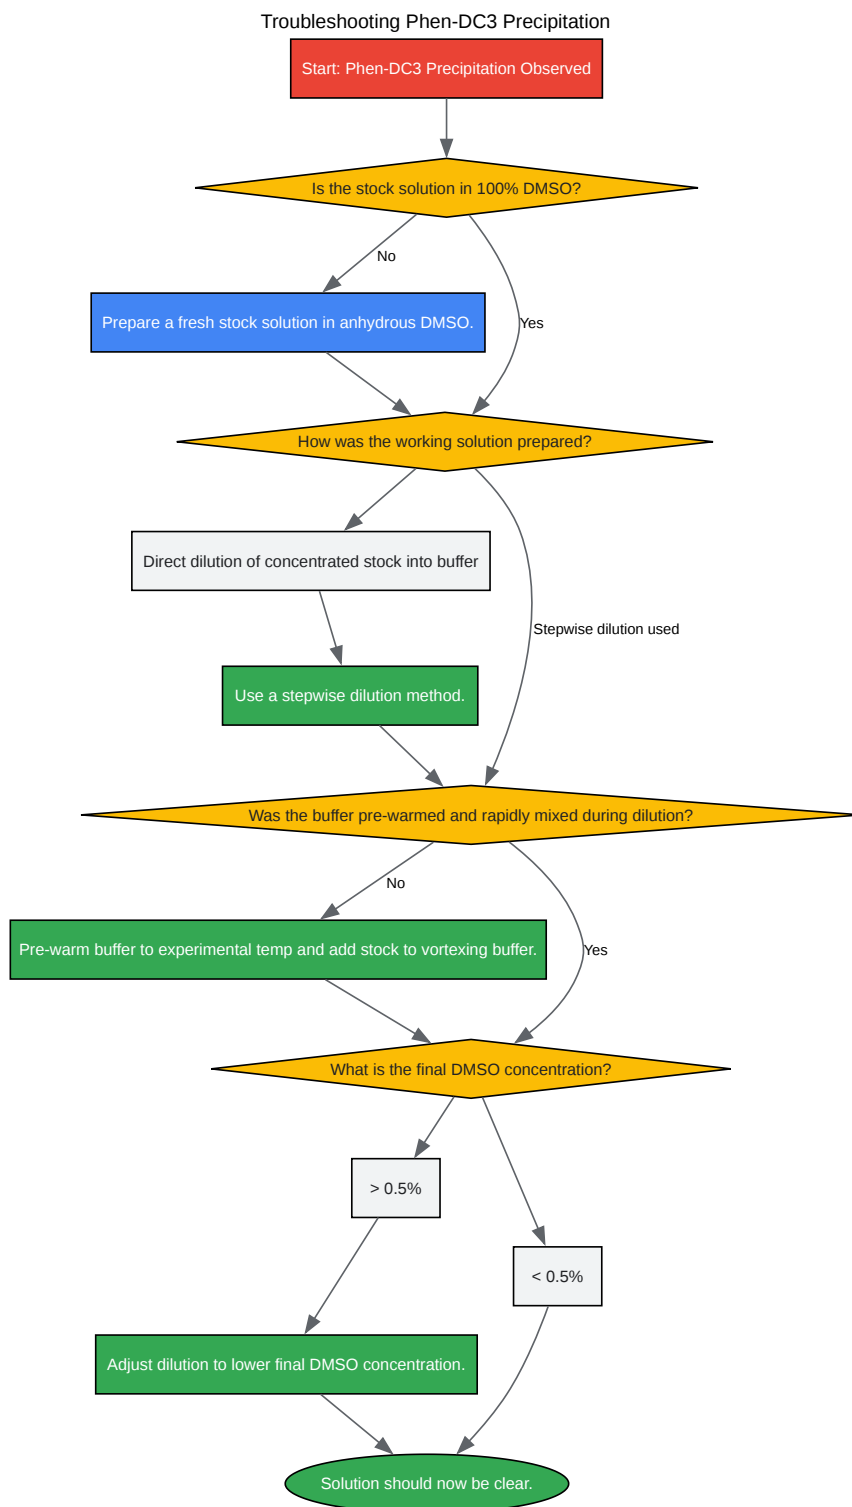 Troubleshooting Phen-DC3 Precipitation
Start: Phen-DC3 Precipitation Observed
Is the stock solution in 100% DMSO?
No
Prepare a fresh stock solution in anhydrous DMSO.
Yes
How was the working solution prepared?
Direct dilution of concentrated stock into buffer
Stepwise dilution used
Use a stepwise dilution method.
Was the buffer pre-warmed and rapidly mixed during dilution?
No
Pre-warm buffer to experimental temp and add stock to vortexing buffer.
Yes
What is the final DMSO concentration?
> 0.5%
< 0.5%
Adjust dilution to lower final DMSO concentration.
Solution should now be clear.